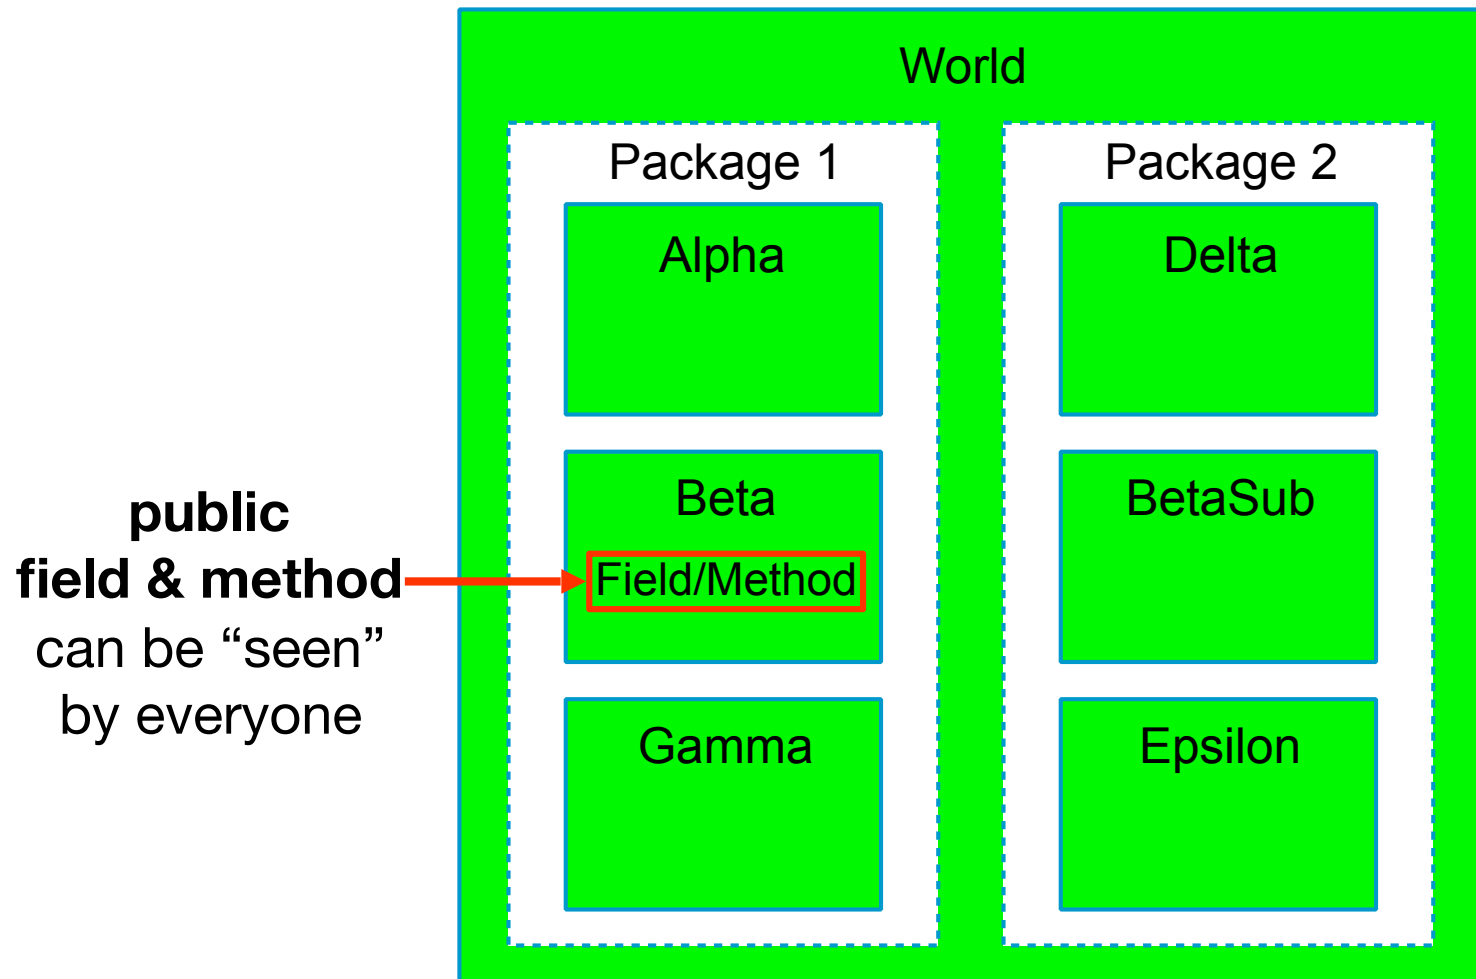 World
Package 1
Alpha
Beta
Field/Method
Gamma
Package 2
Delta
BetaSub
Epsilon
public
field & method
can be “seen”
by everyone